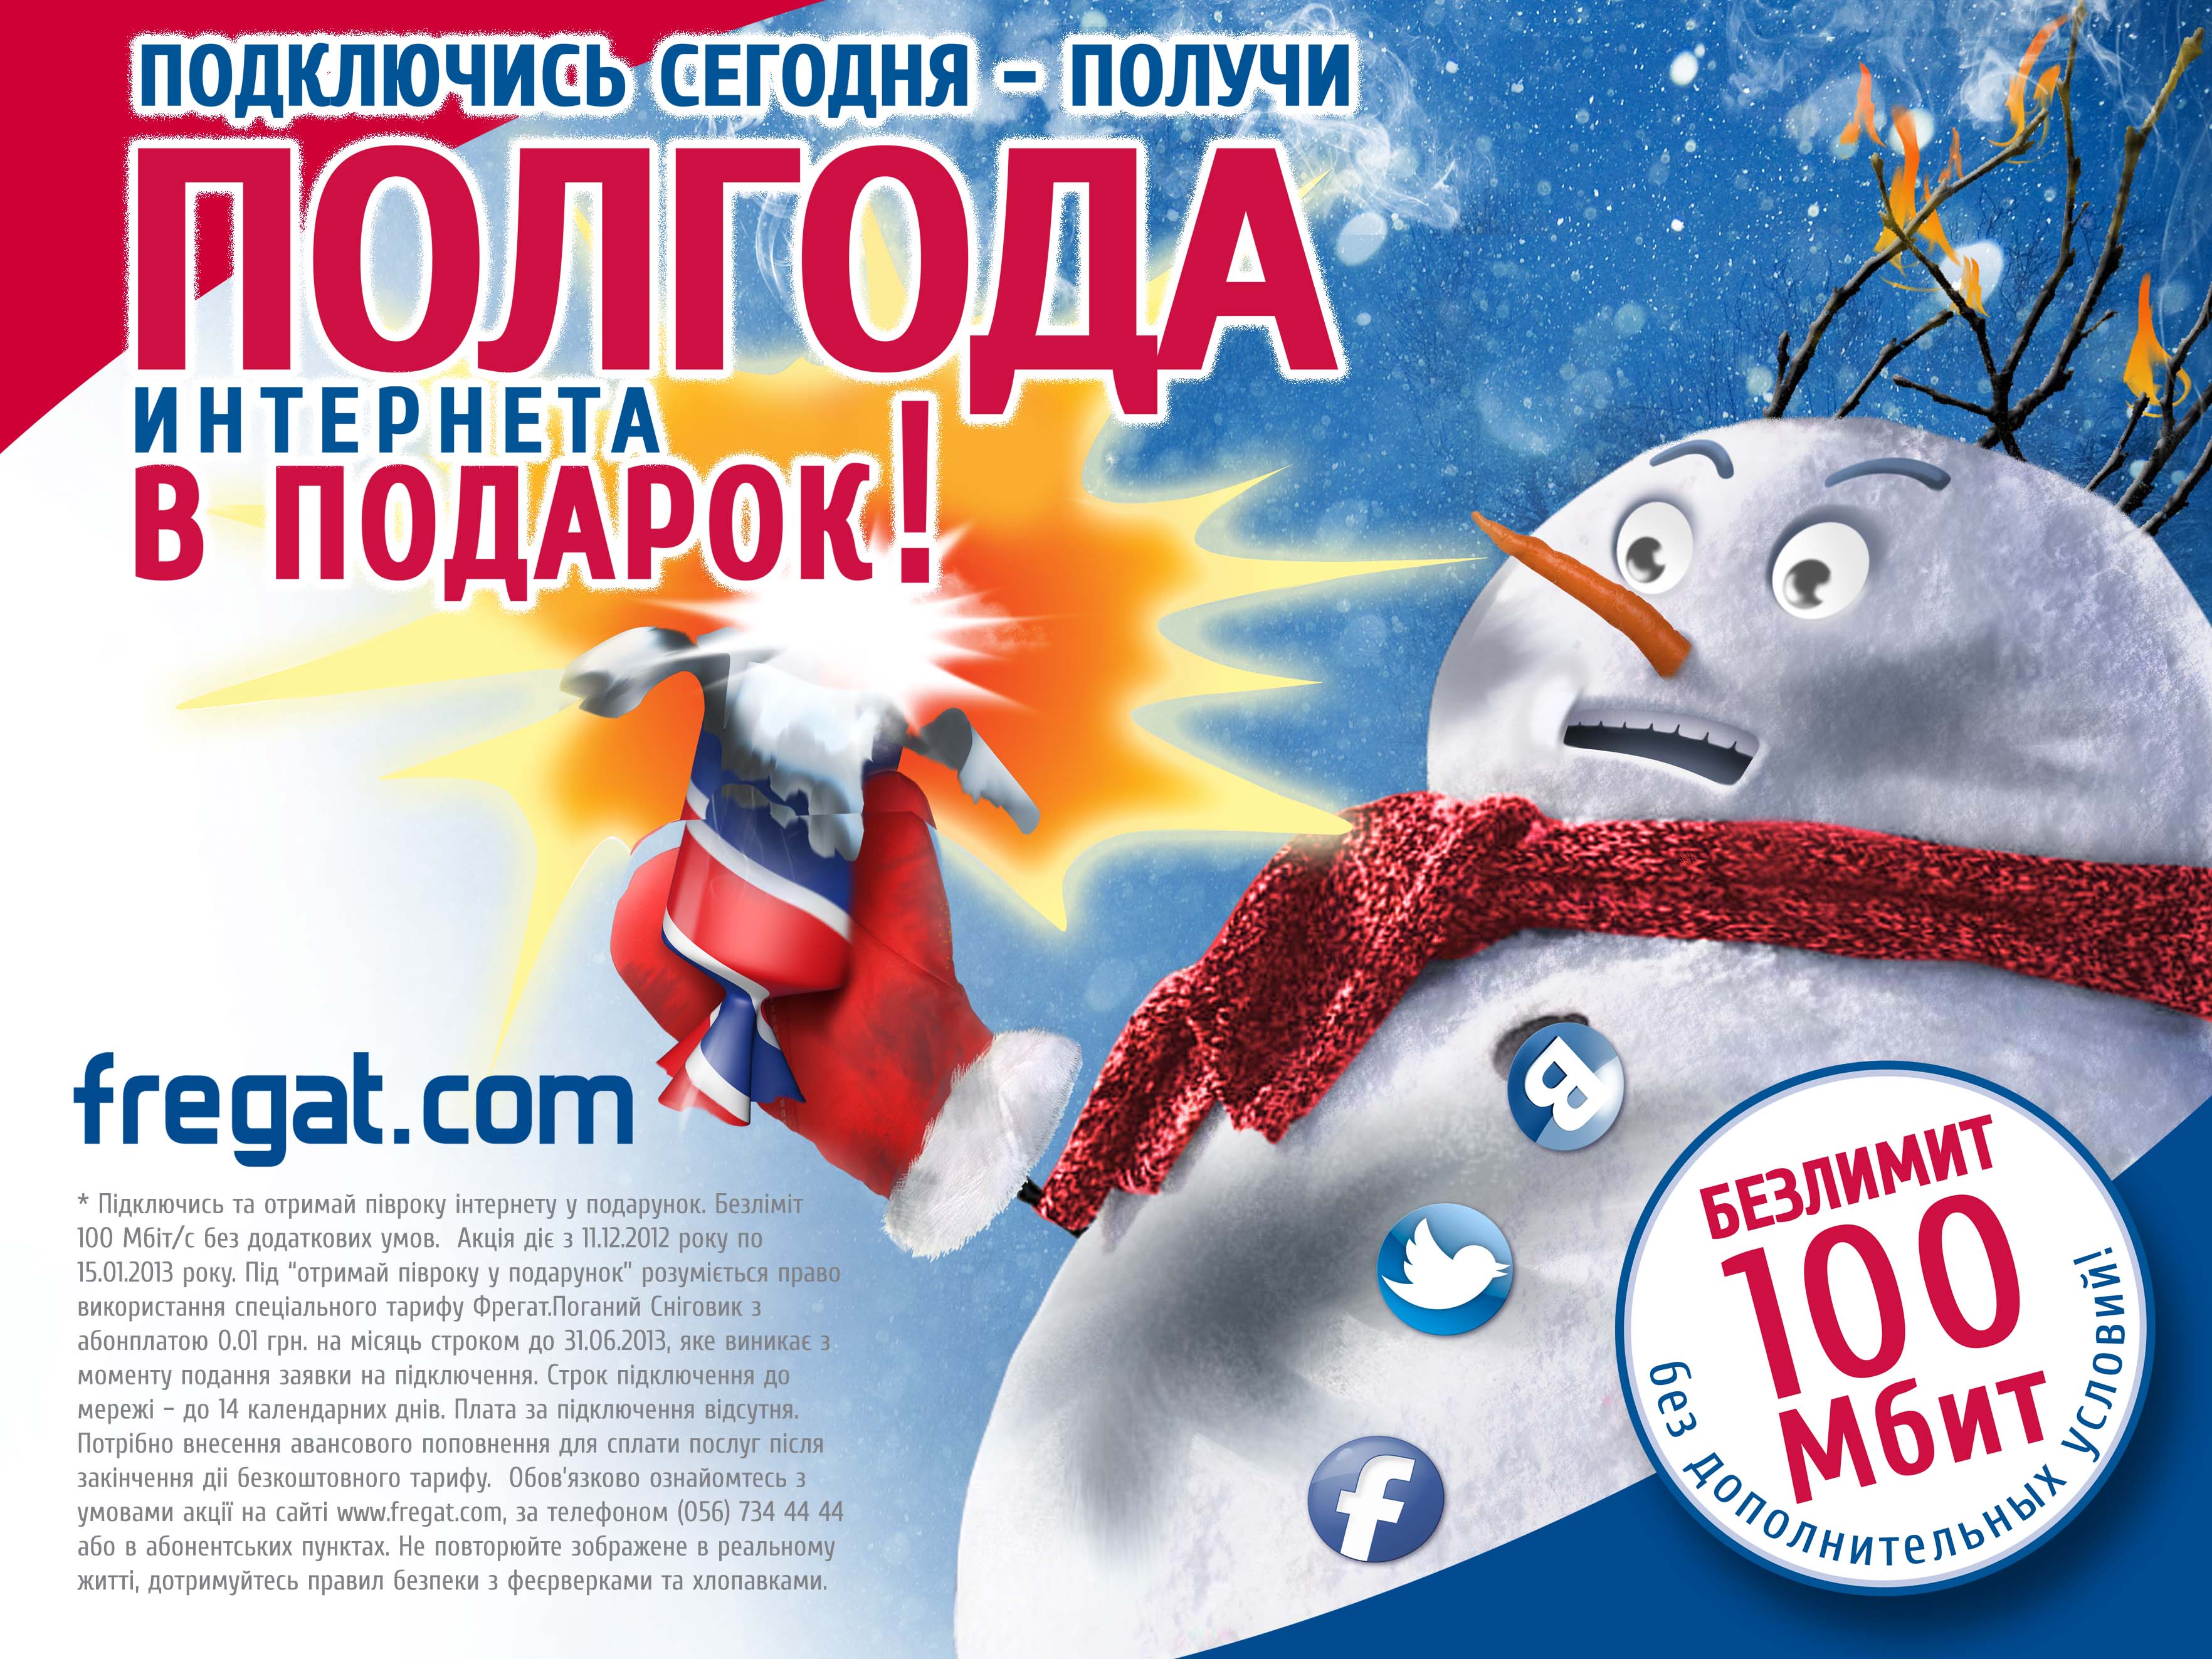 ПОДКЛЮЧИСЬ СЕГОДНЯ – ПОЛУЧИ
ПОЛГОДА
ИНТЕРНЕТА
В ПОДАРОК!
fregat.com
* Підключись та отримай півроку інтернету у подарунок. Безліміт
100 Мбіт/с без додаткових умов. Акція діє з 11.12.2012 року по
15.01.2013 року. Під “отримай півроку у подарунок” розуміється право
використання спеціального тарифу Фрегат.Поганий Сніговик з
абонплатою 0.01 грн. на місяць строком до 31.06.2013, яке виникає з
моменту подання заявки на підключення. Строк підключення до
мережі – до 14 календарних днів. Плата за підключення відсутня.
Потрібно внесення авансового поповнення для сплати послуг після
закінчення дії безкоштовного тарифу. Обов'язково ознайомтесь з
умовами акції на сайті www.fregat.com, за телефоном (056) 734 44 44
або в абонентських пунктах. Не повторюйте зображене в реальному
житті, дотримуйтесь правил безпеки з феєрверками та хлопавками.
В
f
БЕЗЛИМИТ
100
Мбит
без дополнительных условий!